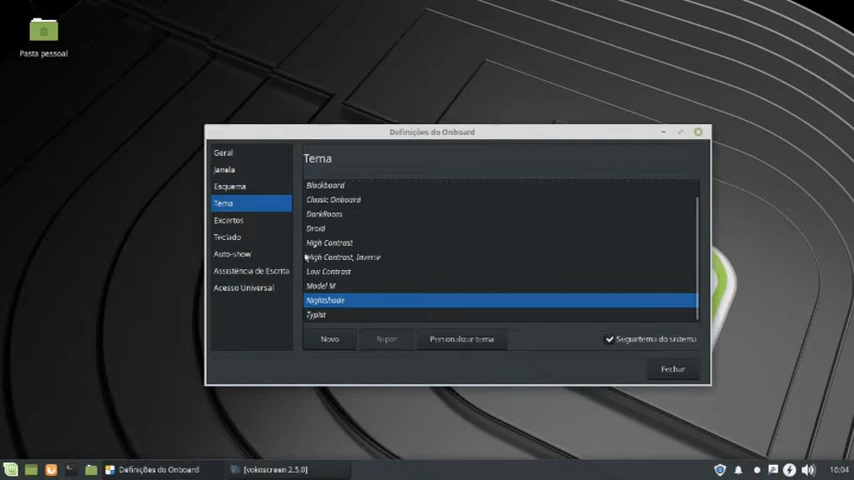 Pasta pessoal
Definições do Onboard
Geral
Janela
Esquema
Tema
Excertos
Teclado
Auto-show
Assistência de Escrita
Acesso Universal
Tema
Blackboard
Classic Onboard
DarkRoom
Droid
High Contrast
High Contrast, Inverse
Low Contrast
Model M
Nightshade
Typist
Novo
Repor
Personalizar tema
Seguir tema do sistema
Fechar
Definições do Onboard
[vokoscreen 2.5.0]
16:04